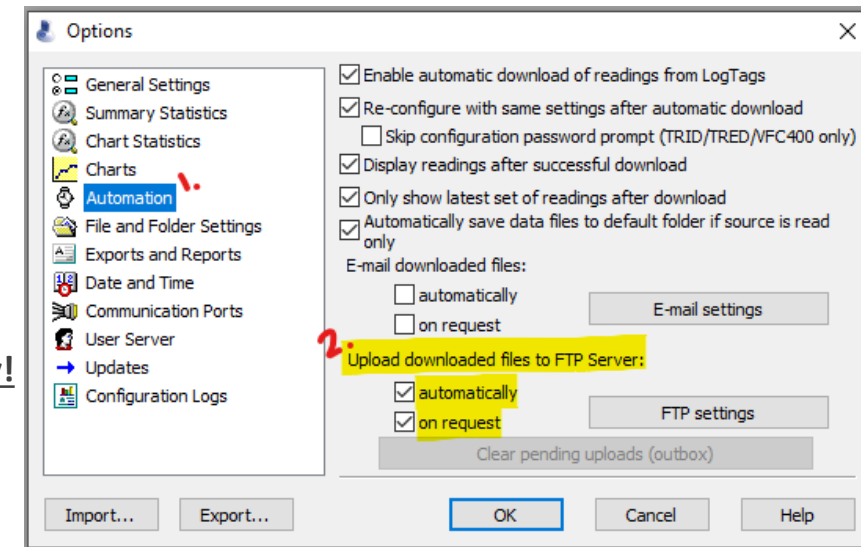 Options
General Settings
Summary Statistics
Chart Statistics
Charts
1.
Automation
File and Folder Settings
Exports and Reports
Date and Time
Communication Ports
User Server
Updates
Configuration Logs
Enable automatic download of readings from LogTags
Re-configure with same settings after automatic download
Skip configuration password prompt (TRID/TRED/VFC400 only)
Display readings after successful download
Only show latest set of readings after download
Automatically save data files to default folder if source is read
only
E-mail downloaded files:
automatically
on request
E-mail settings
2.
Upload downloaded files to FTP Server:
automatically
on request
FTP settings
Clear pending uploads (outbox)
Import...
Export...
OK
Cancel
Help